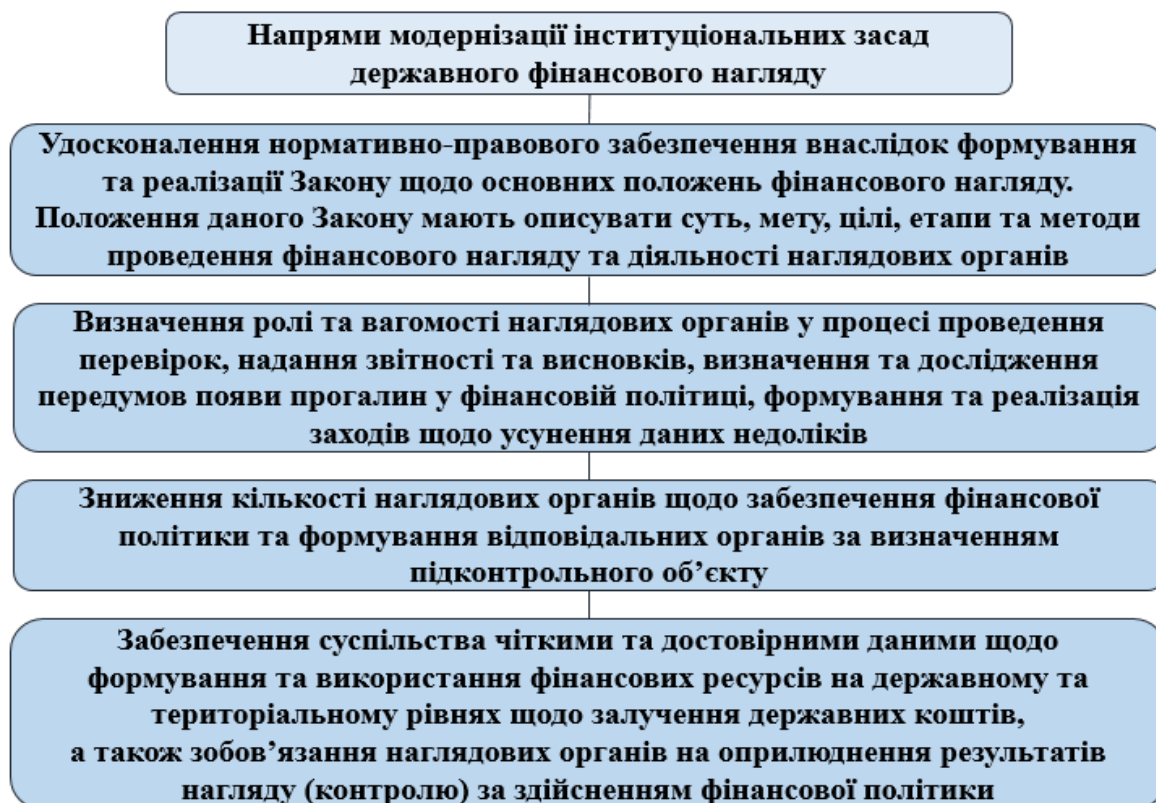 Напрями модернізації інституціональних засад
державного фінансового нагляду
Удосконалення нормативно-правового забезпечення внаслідок формування
та реалізації Закону щодо основних положень фінансового нагляду.
Положення даного Закону мають описувати суть, мету, цілі, етапи та методи
проведення фінансового нагляду та діяльності наглядових органів
Визначення ролі та вагомості наглядових органів у процесі проведення
перевірок, надання звітності та висновків, визначення та дослідження
передумов появи прогалин у фінансовій політиці, формування та реалізація
заходів щодо усунення даних недоліків
Зниження кількості наглядових органів щодо забезпечення фінансової
політики та формування відповідальних органів за визначенням
підконтрольного об’єкту
Забезпечення суспільства чіткими та достовірними даними щодо
формування та використання фінансових ресурсів на державному та
територіальному рівнях щодо залучення державних коштів,
а також зобов’язання наглядових органів на оприлюднення результатів
нагляду (контролю) за здійсненням фінансової політики